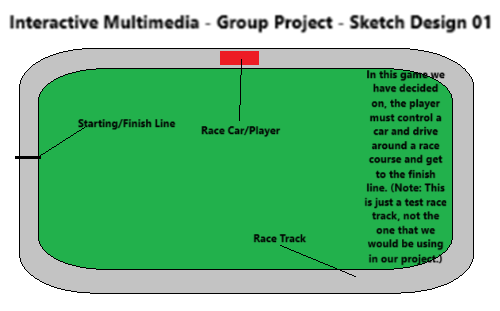 Interactive Multimedia - Group Project - Sketch Design 01
In this game we
have decided
on, the player
must control a
car and drive
around a race
course and get
to the finish
line. (Note: This
is just a test race
track, not the
one that we
would be using
in our project.)
Starting/Finish Line
Race Car/Player
Race Track